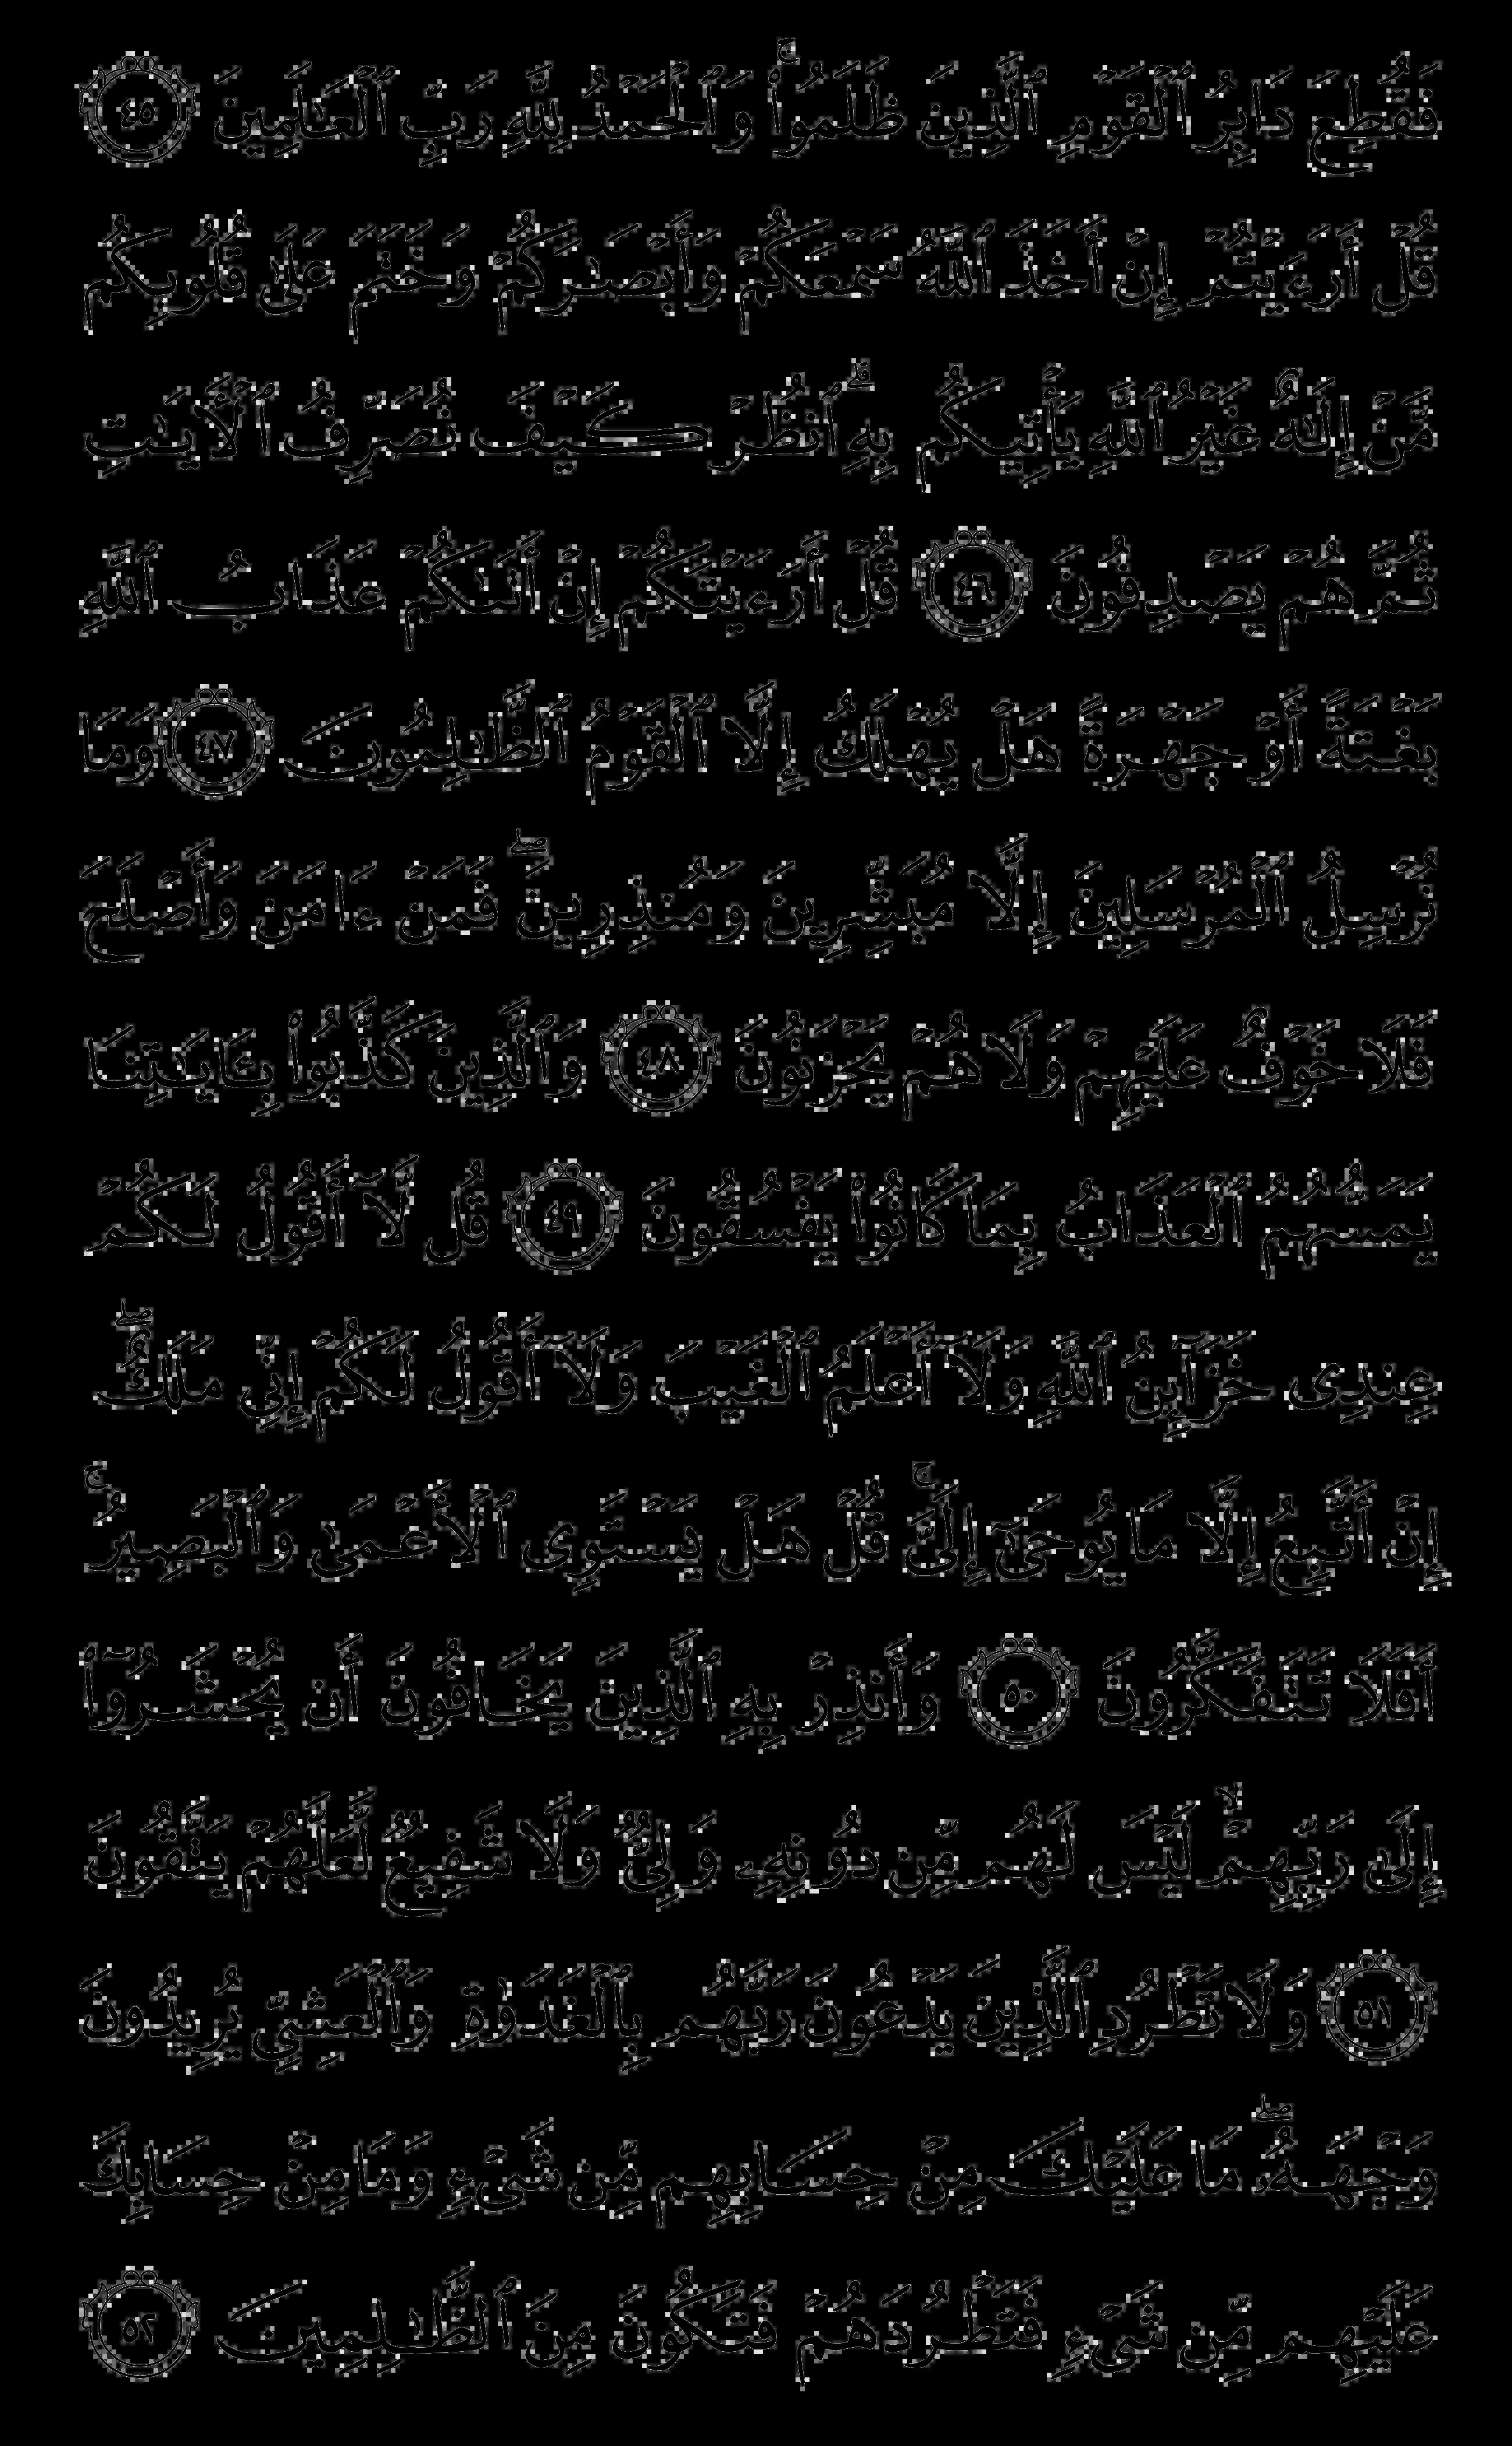 فَقُطِعَ دَابِرُ ٱلْقَوْمِ ٱلَّذِينَ ظَلَمُوا۟ ۚ وَٱلْحَمْدُ لِلَّهِ رَبِّ ٱلْعَـٰلَمِينَ ٤٥
قُلْ أَرَءَيْتُمْ إِنْ أَخَذَ ٱللَّهُ سَمْعَكُمْ وَأَبْصَـٰرَكُمْ وَخَتَمَ عَلَىٰ قُلُوبِكُم
مَّنْ إِلَـٰهٌ غَيْرُ ٱللَّهِ يَأْتِيكُم بِهِ ۗ ٱنظُرْ كَيْفَ نُصَرِّفُ ٱلْـَٔايَـٰتِ
ثُمَّ هُمْ يَصْدِفُونَ ٤٦ قُلْ أَرَءَيْتَكُمْ إِنْ أَتَىٰكُمْ عَذَابُ ٱللَّهِ
بَغْتَةً أَوْ جَهْرَةً هَلْ يُهْلَكُ إِلَّا ٱلْقَوْمُ ٱلظَّـٰلِمُونَ ٤٧ وَمَا
نُرْسِلُ ٱلْمُرْسَلِينَ إِلَّا مُبَشِّرِينَ وَمُنذِرِينَ ۖ فَمَنْ ءَامَنَ وَأَصْلَحَ
فَلَا خَوْفٌ عَلَيْهِمْ وَلَا هُمْ يَحْزَنُونَ ٤٨ وَٱلَّذِينَ كَذَّبُوا۟ بِـَٔايَـٰتِنَا
يَمَسُّهُمُ ٱلْعَذَابُ بِمَا كَانُوا۟ يَفْسُقُونَ ٤٩ قُل لَّآ أَقُولُ لَكُمْ
عِندِى خَزَآئِنُ ٱللَّهِ وَلَآ أَعْلَمُ ٱلْغَيْبَ وَلَآ أَقُولُ لَكُمْ إِنِّى مَلَكٌ ۖ
إِنْ أَتَّبِعُ إِلَّا مَا يُوحَىٰٓ إِلَىَّ ۚ قُلْ هَلْ يَسْتَوِى ٱلْأَعْمَىٰ وَٱلْبَصِيرُ ۚ
أَفَلَا تَتَفَكَّرُونَ ٥٠ وَأَنذِرْ بِهِ ٱلَّذِينَ يَخَافُونَ أَن يُحْشَرُوٓا۟
إِلَىٰ رَبِّهِمْ ۙ لَيْسَ لَهُم مِّن دُونِهِۦ وَلِىٌّ وَلَا شَفِيعٌ لَّعَلَّهُمْ يَتَّقُونَ
٥١ وَلَا تَطْرُدِ ٱلَّذِينَ يَدْعُونَ رَبَّهُم بِٱلْغَدَوٰةِ وَٱلْعَشِىِّ يُرِيدُونَ
وَجْهَهُۥ ۖ مَا عَلَيْكَ مِنْ حِسَابِهِم مِّن شَىْءٍ وَمَا مِنْ حِسَابِكَ
عَلَيْهِم مِّن شَىْءٍ فَتَطْرُدَهُمْ فَتَكُونَ مِنَ ٱلظَّـٰلِمِينَ ٥٢